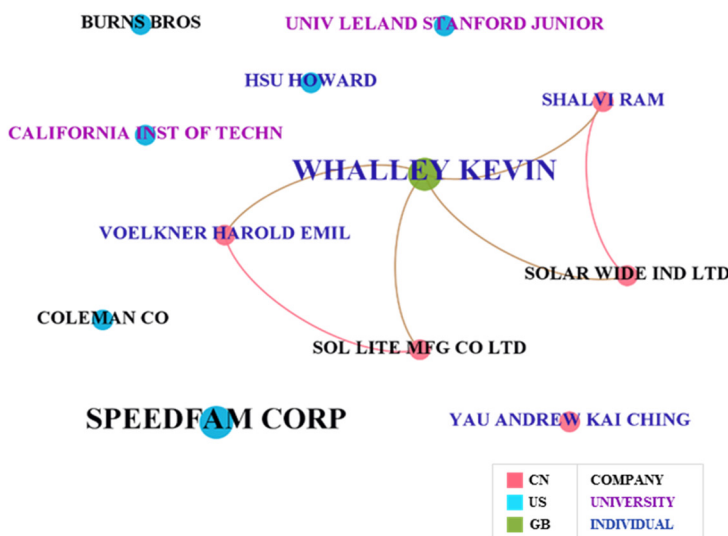 BURNS BROS
UNIV LELAND STANFORD JUNIOR
HSU HOWARD
SHALVI RAM
CALIFORNIA INST OF TECHN
WHALLEY KEVIN
VOELKNER HAROLD EMIL
SOLAR WIDE IND LTD
COLEMAN CO
SOL LITE MFG CO LTD
SPEEDFAM CORP
YAU ANDREW KAI CHING
CN COMPANY
US UNIVERSITY
GB INDIVIDUAL